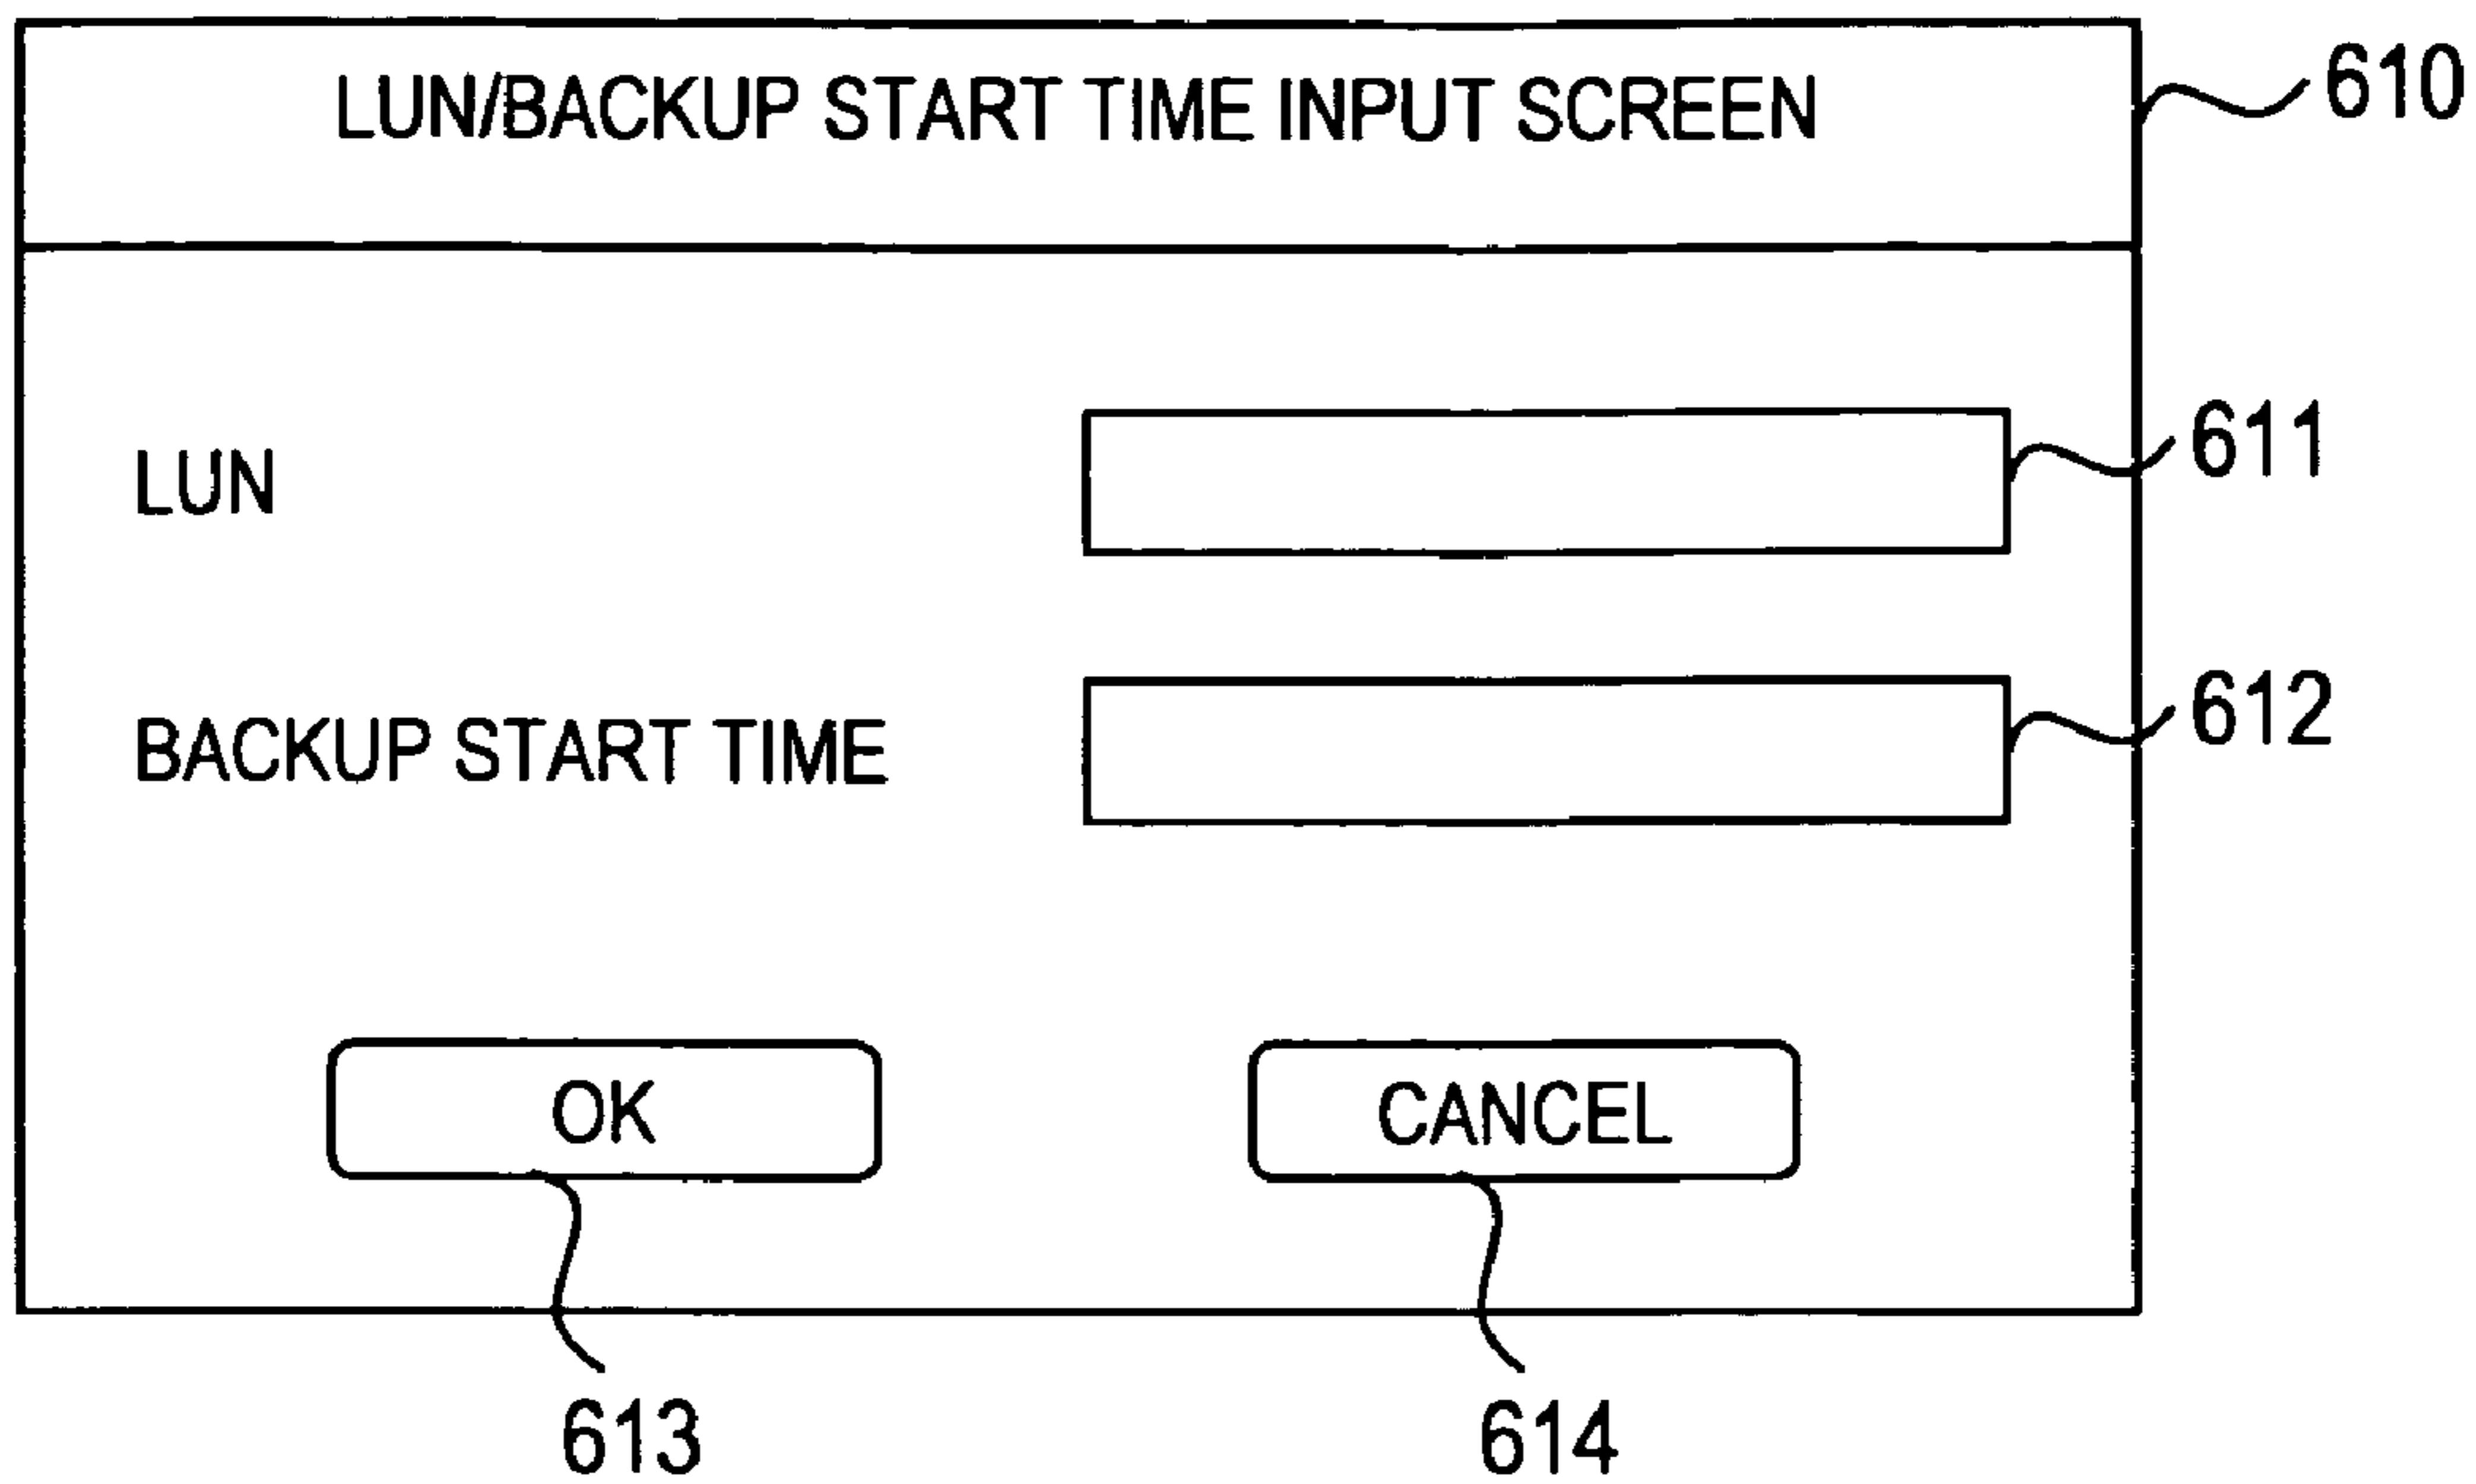 LUN/BACKUP START TIME INPUT SCREEN
610
LUN
611
BACKUP START TIME
612
OK
CANCEL
613
614